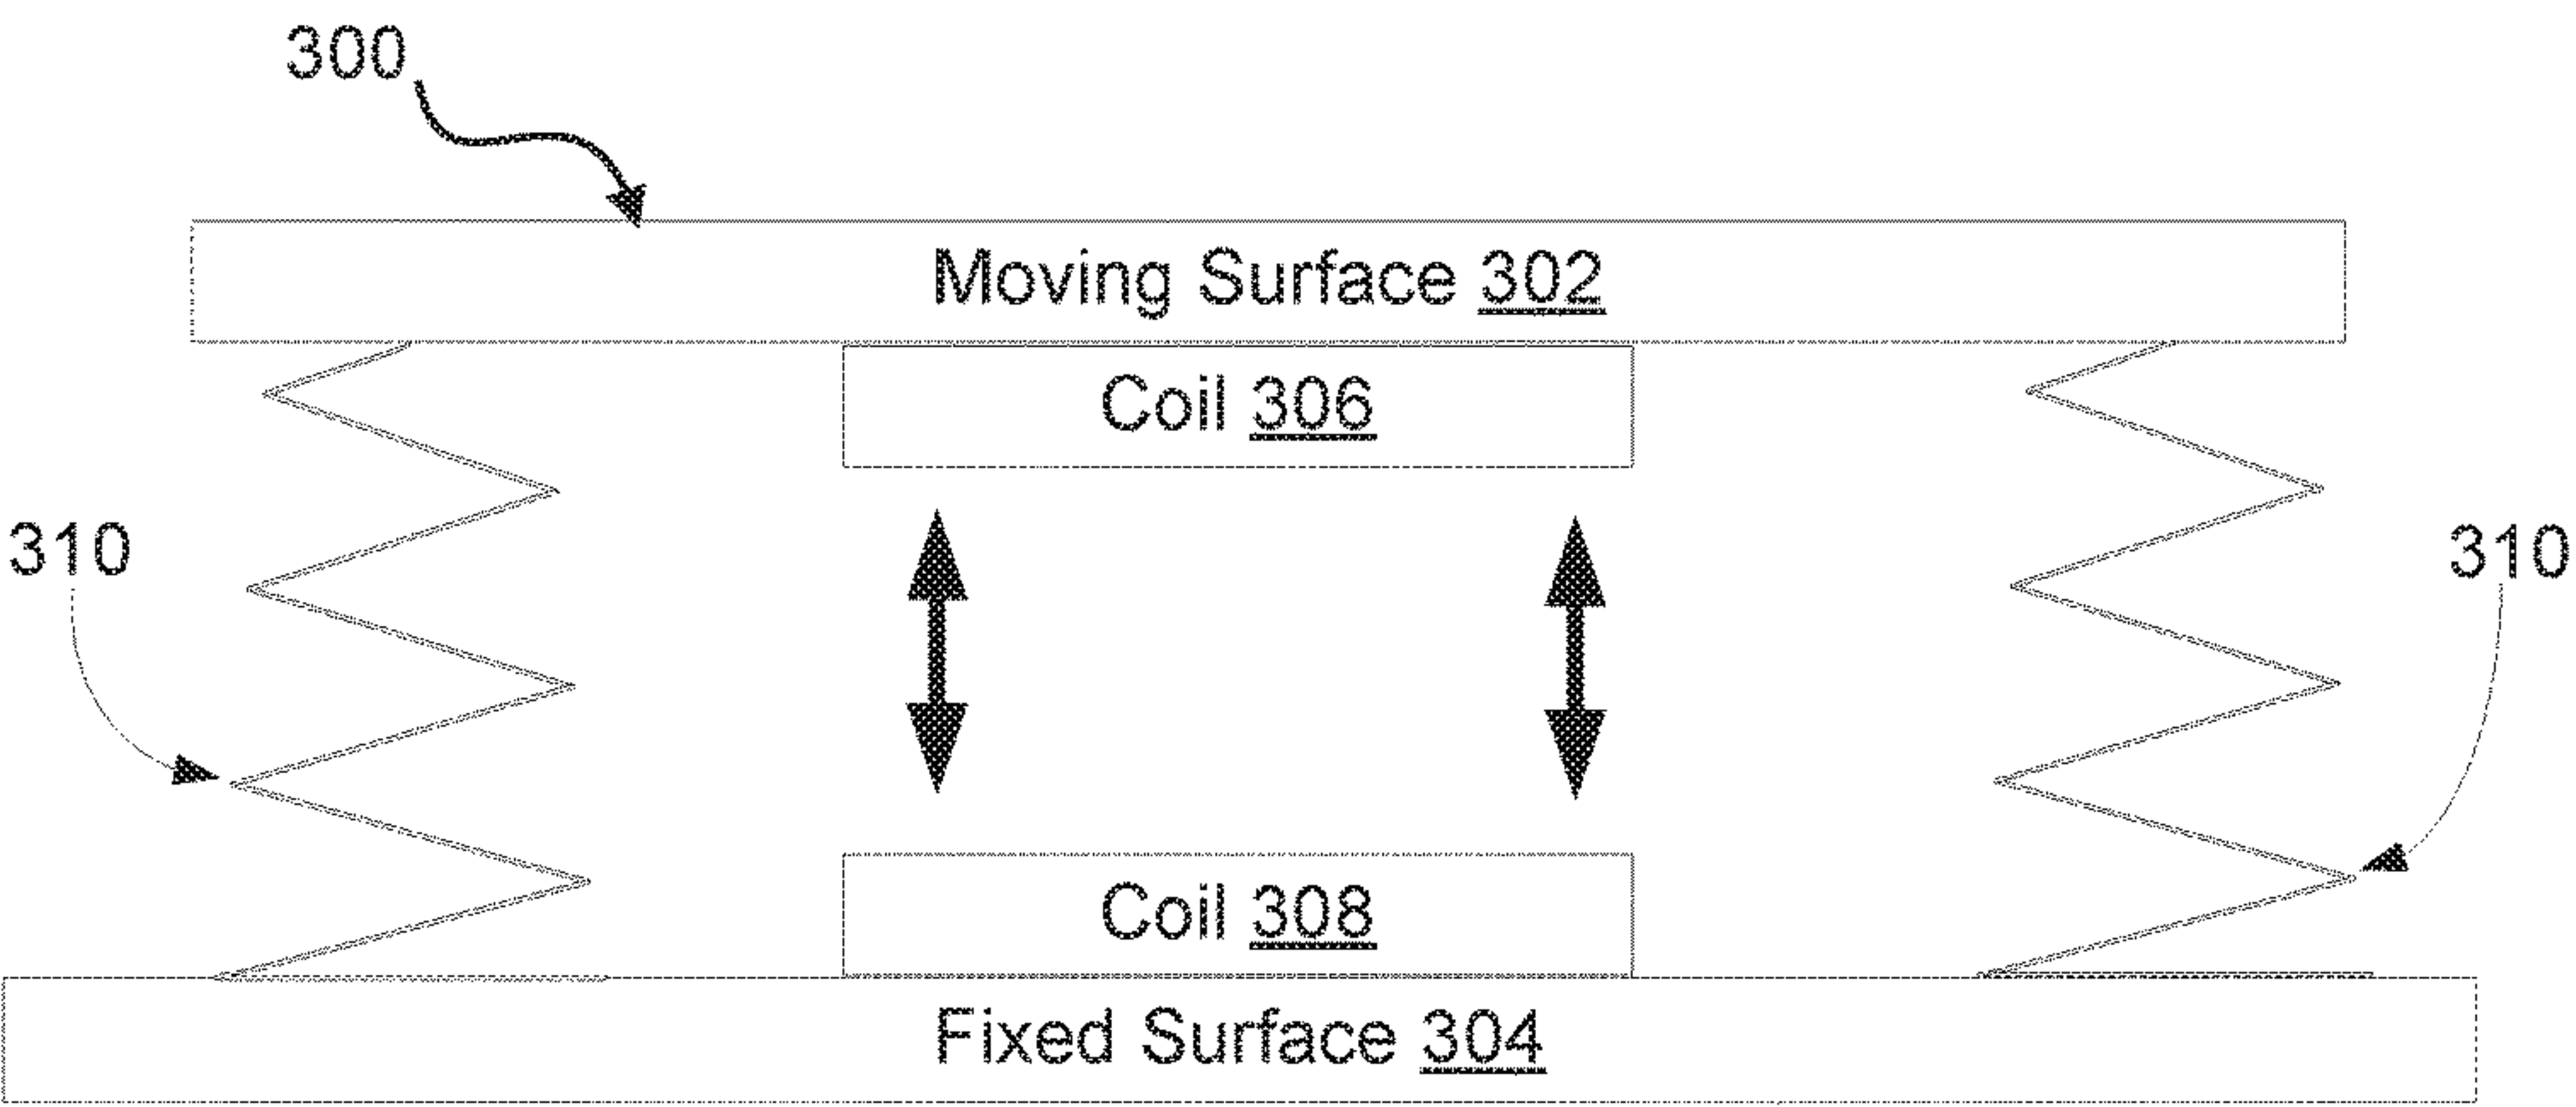 300
Moving Surface 302
Coil 306
310
310
Coil 308
Fixed Surface 304